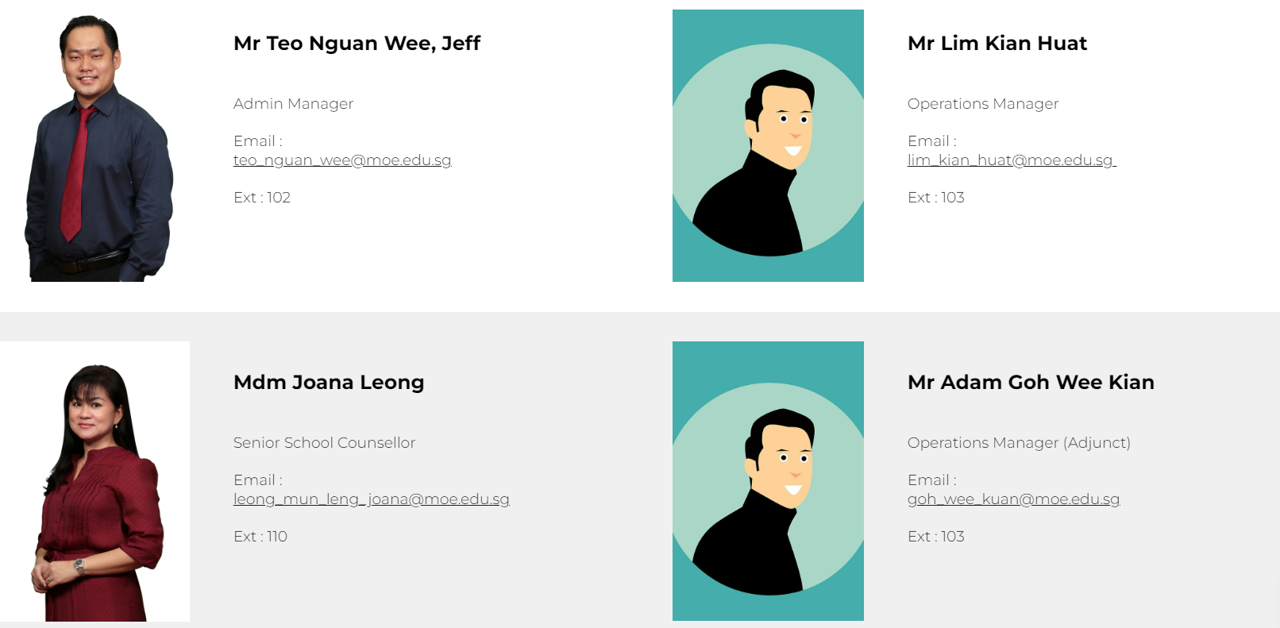 Mr Teo Nguan Wee, Jeff
Admin Manager
Email :
teo_nguan_wee@moe.edu.sg
Ext : 102
Mr Lim Kian Huat
Operations Manager
Email :
lim_kian_huat@moe.edu.sg
Ext : 103
Mdm Joana Leong
Senior School Counsellor
Email :
leong_mun_leng_joana@moe.edu.sg
Ext : 110
Mr Adam Goh Wee Kian
Operations Manager (Adjunct)
Email :
goh_wee_kuan@moe.edu.sg
Ext : 103